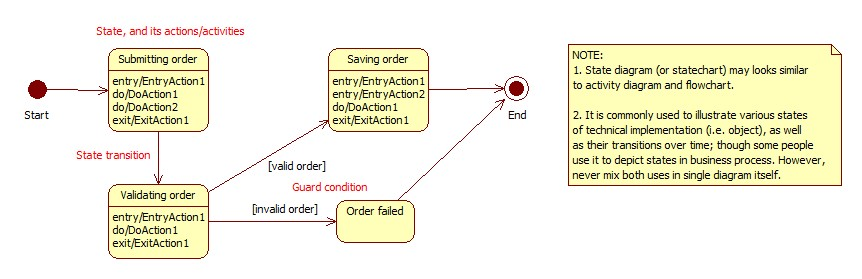 State, and its actions/activities
Submitting order
entry/EntryAction1
do/DoAction1
do/DoAction2
exit/ExitAction1
Saving order
entry/EntryAction1
entry/EntryAction2
do/DoAction1
exit/ExitAction1
Start
End
State transition
[valid order]
Guard condition
Validating order
entry/EntryAction1
do/DoAction1
exit/ExitAction1
[invalid order]
Order failed
NOTE:
1. State diagram (or statechart) may looks similar
to activity diagram and flowchart.
2. It is commonly used to illustrate various states
of technical implementation (i.e. object), as well
as their transitions over time; though some people
use it to depict states in business process. However,
never mix both uses in single diagram itself.